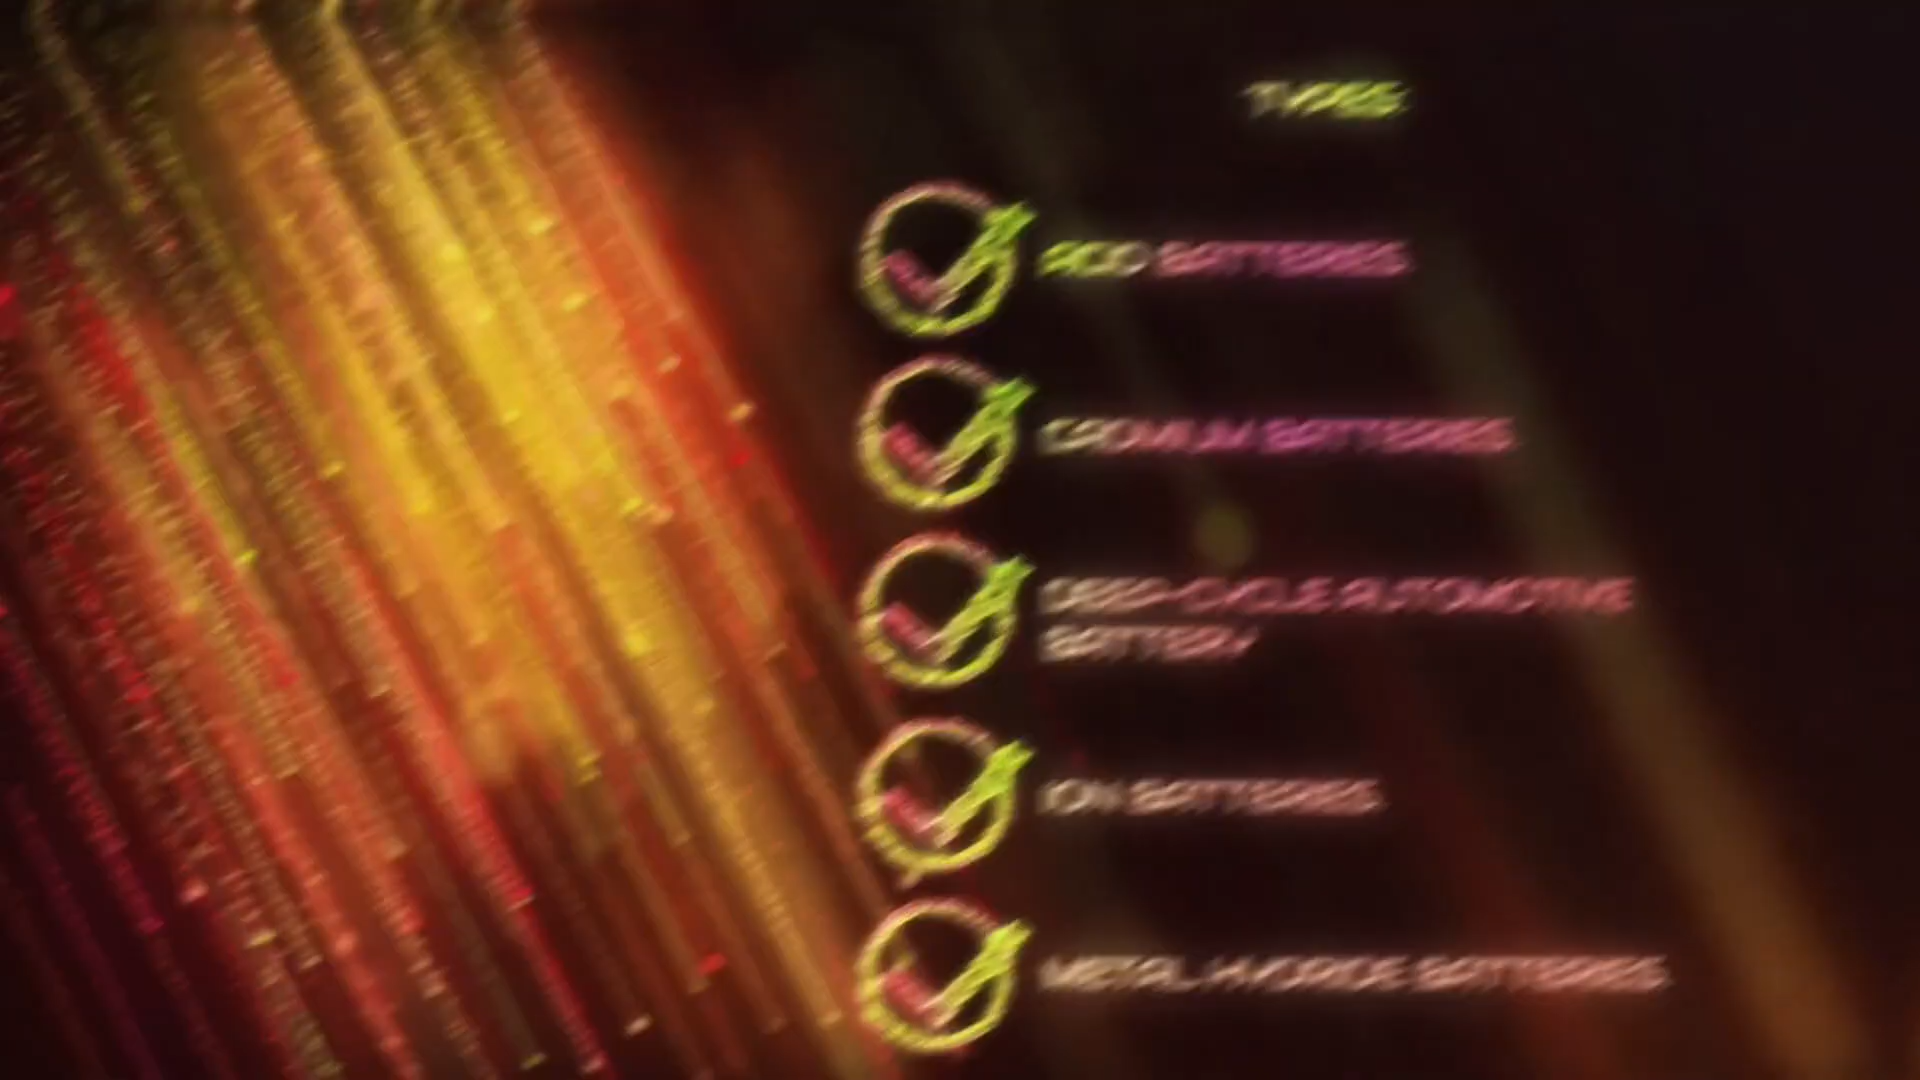 TYPES:
ACID BATTERIES
CADMIUM BATTERIES
DEEP-CYCLE AUTOMOTIVE
BATTERY
ION BATTERIES
METAL-HYDRIDE BATTERIES